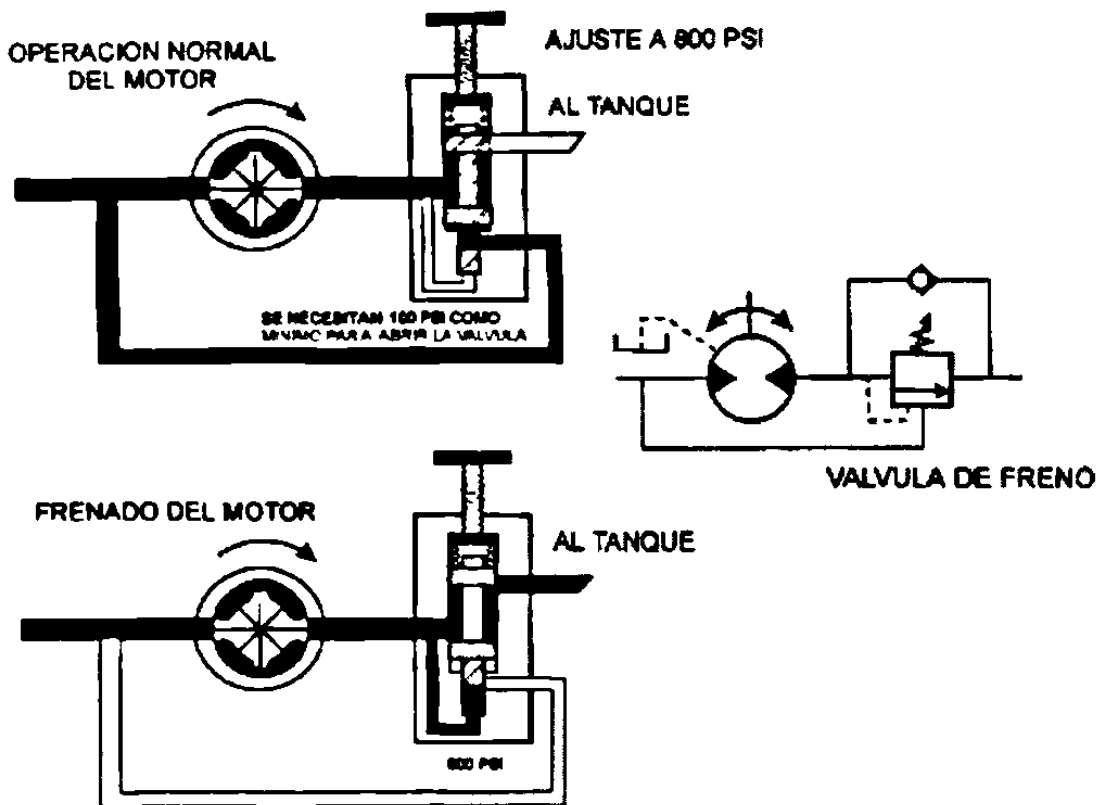 OPERACION NORMAL
DEL MOTOR
AJUSTE A 800 PSI
AL TANQUE
SE NECESITAN 100 PSI COMO
MINIMO PARA ABRIR LA VALVULA
VALVULA DE FRENO
FRENADO DEL MOTOR
AL TANQUE
800 PSI